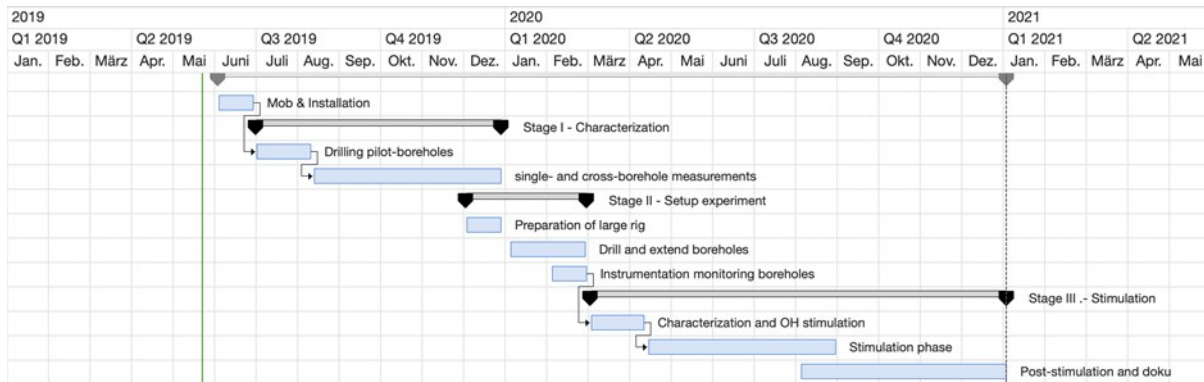 2019 2020 2021
Q1 2019 Q2 2019 Q3 2019 Q4 2019 Q1 2020 Q2 2020 Q3 2020 Q4 2020 Q1 2021 Q2 2021
Jan. Feb. März Apr. Mai Juni Juli Aug. Sep. Okt. Nov. Dez. Jan. Feb. März Apr. Mai Juni Juli Aug. Sep. Okt. Nov. Dez. Jan. Feb. März Apr. Mai
Mob & Installation
Stage I - Characterization
Drilling pilot-boreholes
single- and cross-borehole measurements
Stage II - Setup experiment
Preparation of large rig
Drill and extend boreholes
Instrumentation monitoring boreholes
Stage III .- Stimulation
Characterization and OH stimulation
Stimulation phase
Post-stimulation and doku